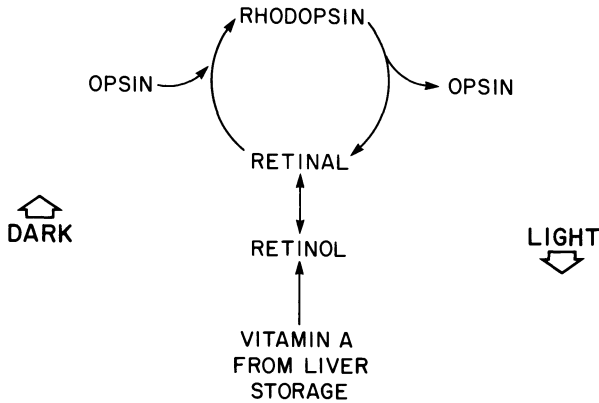 RHODOPSIN
OPSIN
OPSIN
RETINAL
DARK
RETINOL
LIGHT
VITAMIN A
FROM LIVER
STORAGE